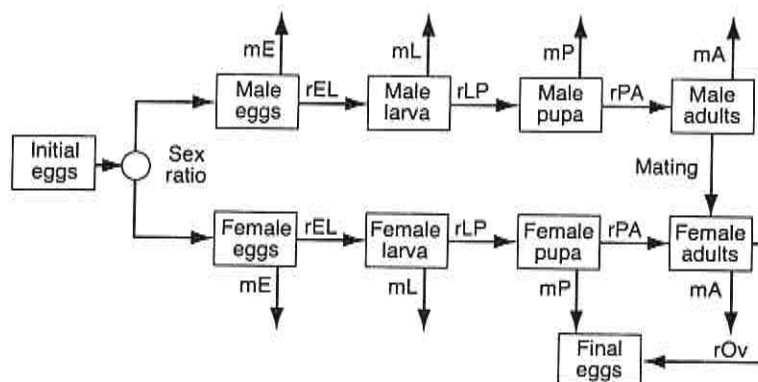 mE
mL
mP
mA
Male
eggs
rEL
Male
larva
rLP
Male
pupa
rPA
Male
adults
Initial
eggs
Sex
ratio
Mating
Female
eggs
rEL
Female
larva
rLP
Female
pupa
rPA
Female
adults
mE
mL
mP
mA
Final
eggs
rOv